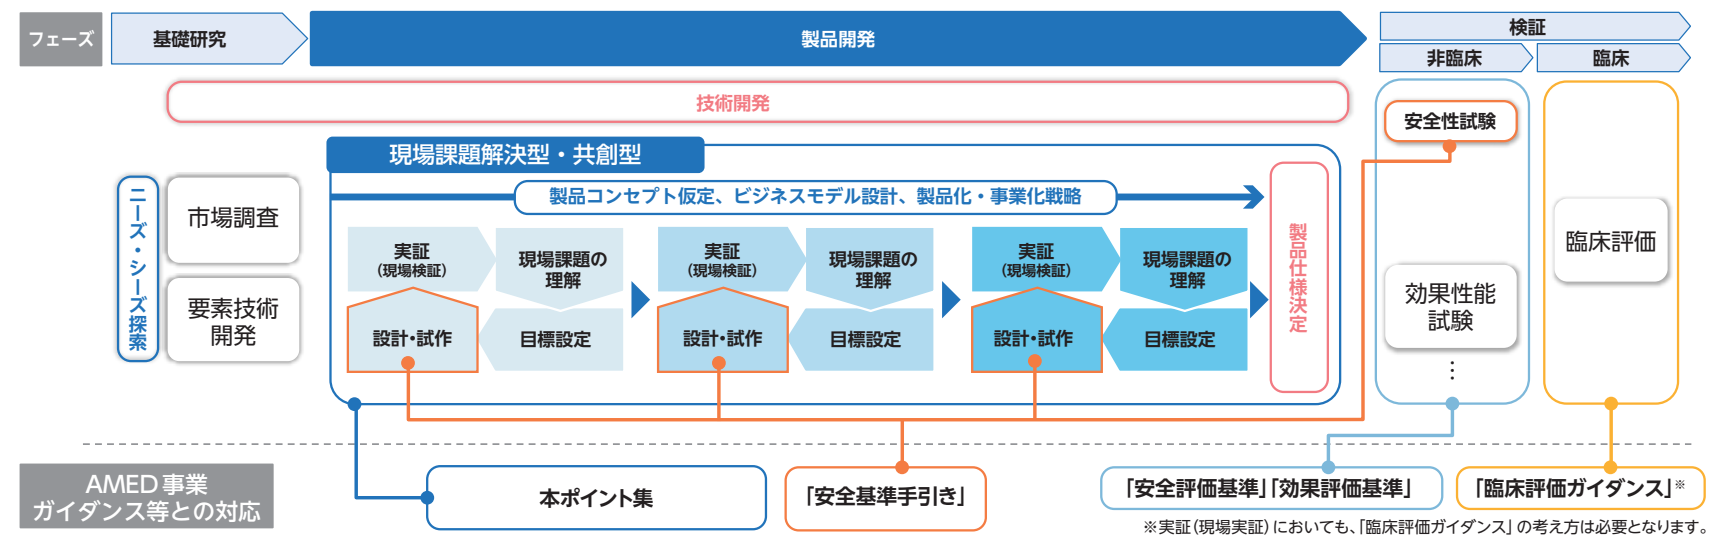 フェーズ
基礎研究
製品開発
検証
非臨床
臨床
技術開発
安全性試験
現場課題解決型・共創型
ニーズ・シーズ探索
市場調査
要素技術
開発
製品コンセプト仮定、ビジネスモデル設計、製品化・事業化戦略
実証
(現場検証)
現場課題の
理解
設計・試作
目標設定
実証
(現場検証)
現場課題の
理解
設計・試作
目標設定
実証
(現場検証)
現場課題の
理解
設計・試作
目標設定
製品仕様決定
効果性能
試験
⋮
臨床評価
AMED事業
ガイダンス等との対応
本ポイント集
「安全基準手引き」
「安全評価基準」「効果評価基準」
「臨床評価ガイダンス」※
※実証(現場実証)においても、「臨床評価ガイダンス」の考え方は必要となります。